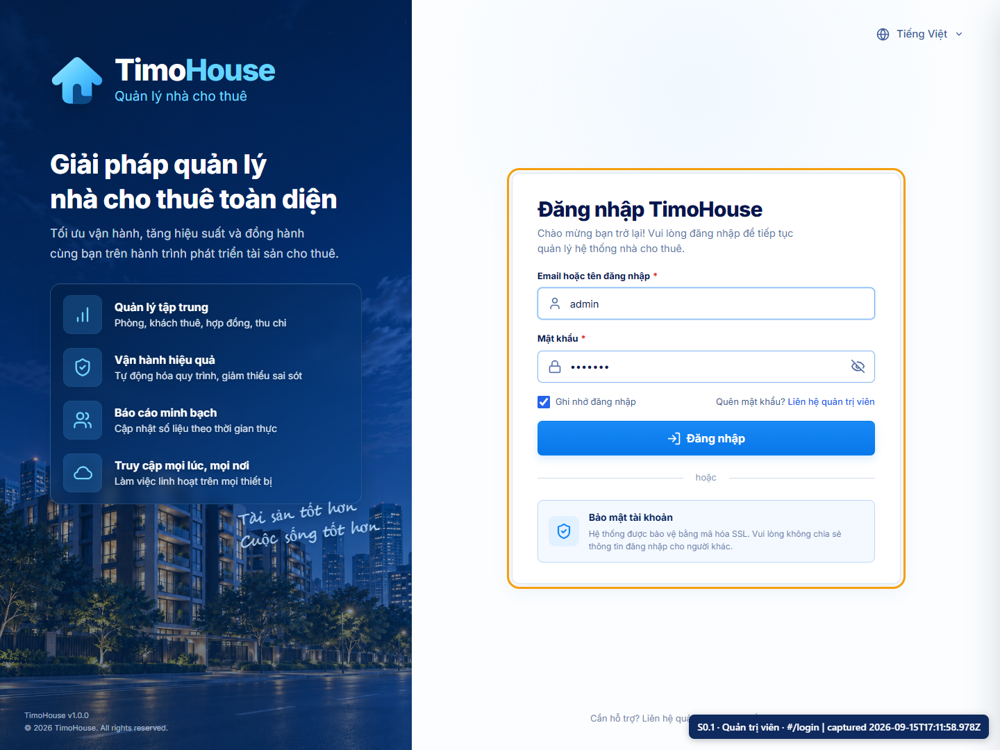 TimoHouse
Quản lý nhà cho thuê
Giải pháp quản lý
nhà cho thuê toàn diện
Tối ưu vận hành, tăng hiệu suất và đồng hành
cùng bạn trên hành trình phát triển tài sản cho thuê.
Quản lý tập trung
Phòng, khách thuê, hợp đồng, thu chi
Vận hành hiệu quả
Tự động hóa quy trình, giảm thiểu sai sót
Báo cáo minh bạch
Cập nhật số liệu theo thời gian thực
Truy cập mọi lúc, mọi nơi
Làm việc linh hoạt trên mọi thiết bị
Tài sản tốt hơn
Cuộc sống tốt hơn
TimoHouse v1.0.0
© 2026 TimoHouse. All rights reserved.
Tiếng Việt
Đăng nhập TimoHouse
Chào mừng bạn trở lại! Vui lòng đăng nhập để tiếp tục
quản lý hệ thống nhà cho thuê.
Email hoặc tên đăng nhập *
admin
Mật khẩu *
•••••••
Ghi nhớ đăng nhập
Quên mật khẩu? Liên hệ quản trị viên
Đăng nhập
hoặc
Bảo mật tài khoản
Hệ thống được bảo vệ bằng mã hóa SSL. Vui lòng không chia sẻ
thông tin đăng nhập cho người khác.
Cần hỗ trợ? Liên hệ
S0.1 · Quản trị viên · #/login | captured 2026-09-15T17:11:58.978Z